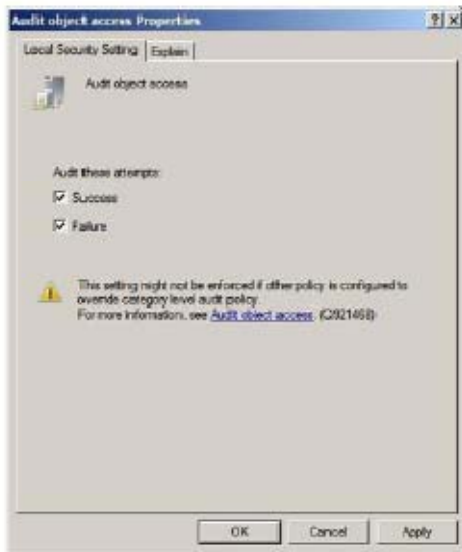 Audit object access Properties
Local Security Setting
Explain
Audit object access
Audit these attempts:
Success
Failure
This setting might not be enforced if other policy is configured to
override category level audit policy.
For more information, see Audit object access. (Q921468)
OK
Cancel
Apply